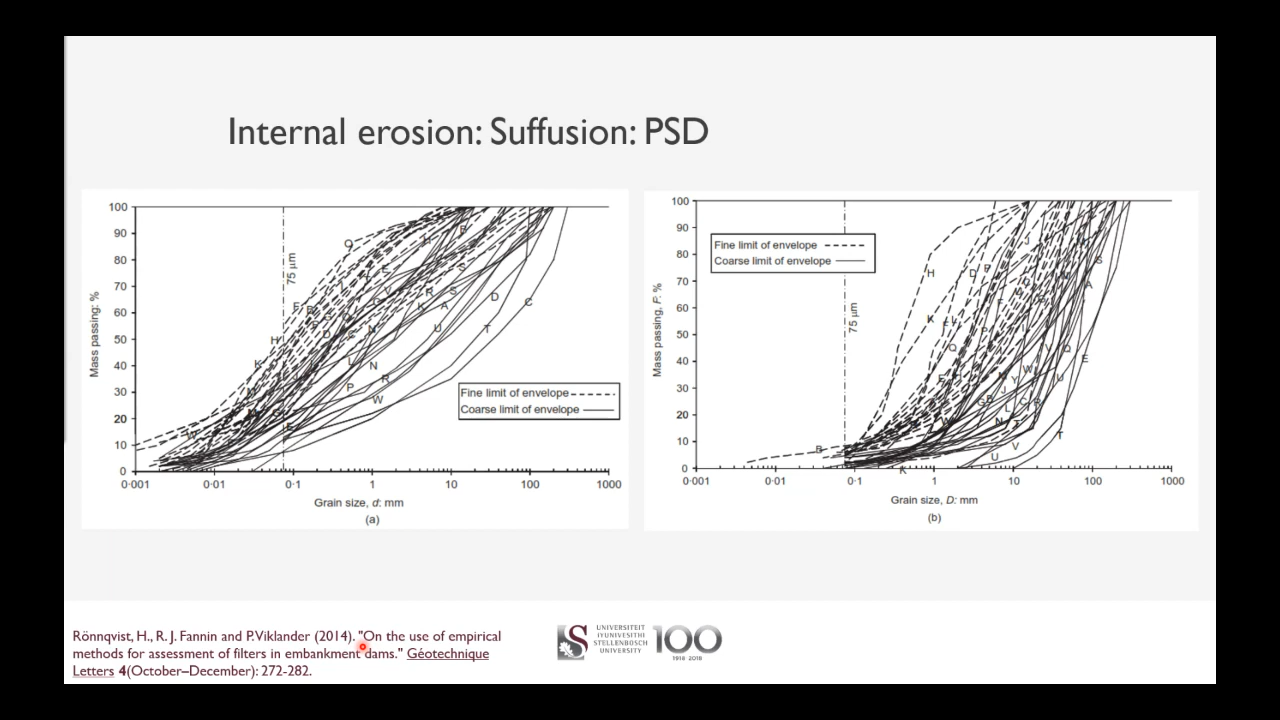 Internal erosion: Suffusion: PSD
100
90
80
70
60
50
40
30
20
10
0
Mass passing: %
75 μm
Fine limit of envelope
Coarse limit of envelope
0·001
0·01
0·1
1
10
100
1000
Grain size, d: mm
(a)
100
90
80
70
60
50
40
30
20
10
0
Mass passing, P: %
Fine limit of envelope
Coarse limit of envelope
75 μm
0·001
0·01
0·1
1
10
100
1000
Grain size, D: mm
(b)
Rönnqvist, H., R. J. Fannin and P. Viklander (2014). "On the use of empirical
methods for assessment of filters in embankment dams." Géotechnique
Letters 4(October–December): 272-282.
UNIVERSITEIT
IYUNIVESITHI
STELLENBOSCH
UNIVERSITY
100
1918·2018